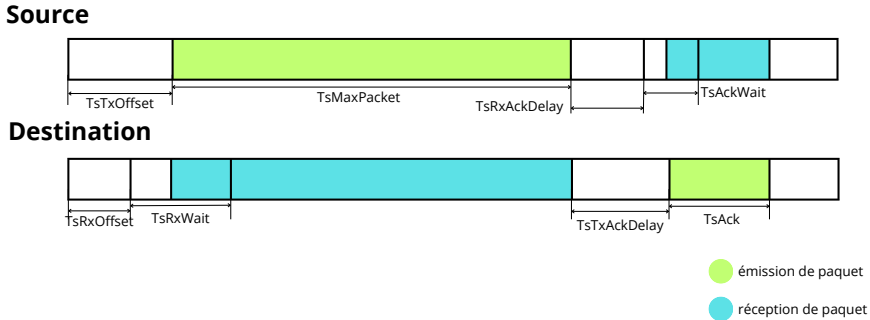 Source
TsTxOffset
TsMaxPacket
TsRxAckDelay
TsAckWait
Destination
TsRxOffset
TsRxWait
TsTxAckDelay
TsAck
émission de paquet
réception de paquet